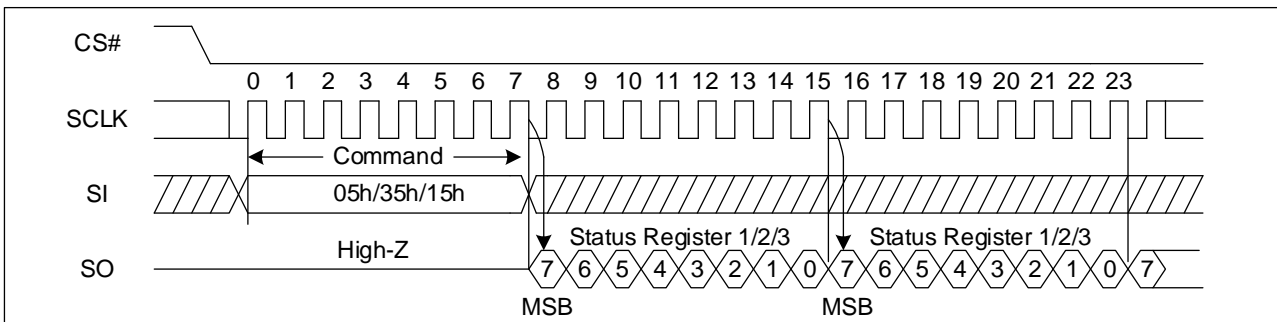 CS#
0 1 2 3 4 5 6 7 8 9 10 11 12 13 14 15 16 17 18 19 20 21 22 23
SCLK
Command
SI 05h/35h/15h
High-Z Status Register 1/2/3 Status Register 1/2/3
SO 7 6 5 4 3 2 1 0 7 6 5 4 3 2 1 0 7
MSB MSB